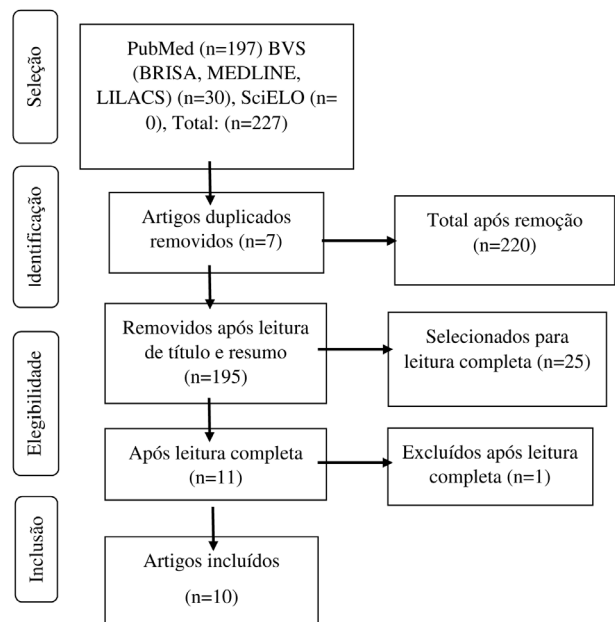 Seleção
PubMed (n=197) BVS
(BRISA, MEDLINE,
LILACS) (n=30), SciELO (n=
0), Total: (n=227)
Identificação
Artigos duplicados
removidos (n=7)
Total após remoção
(n=220)
Elegibilidade
Removidos após leitura
de título e resumo
(n=195)
Selecionados para
leitura completa (n=25)
Após leitura completa
(n=11)
Excluídos após leitura
completa (n=1)
Inclusão
Artigos incluídos
(n=10)